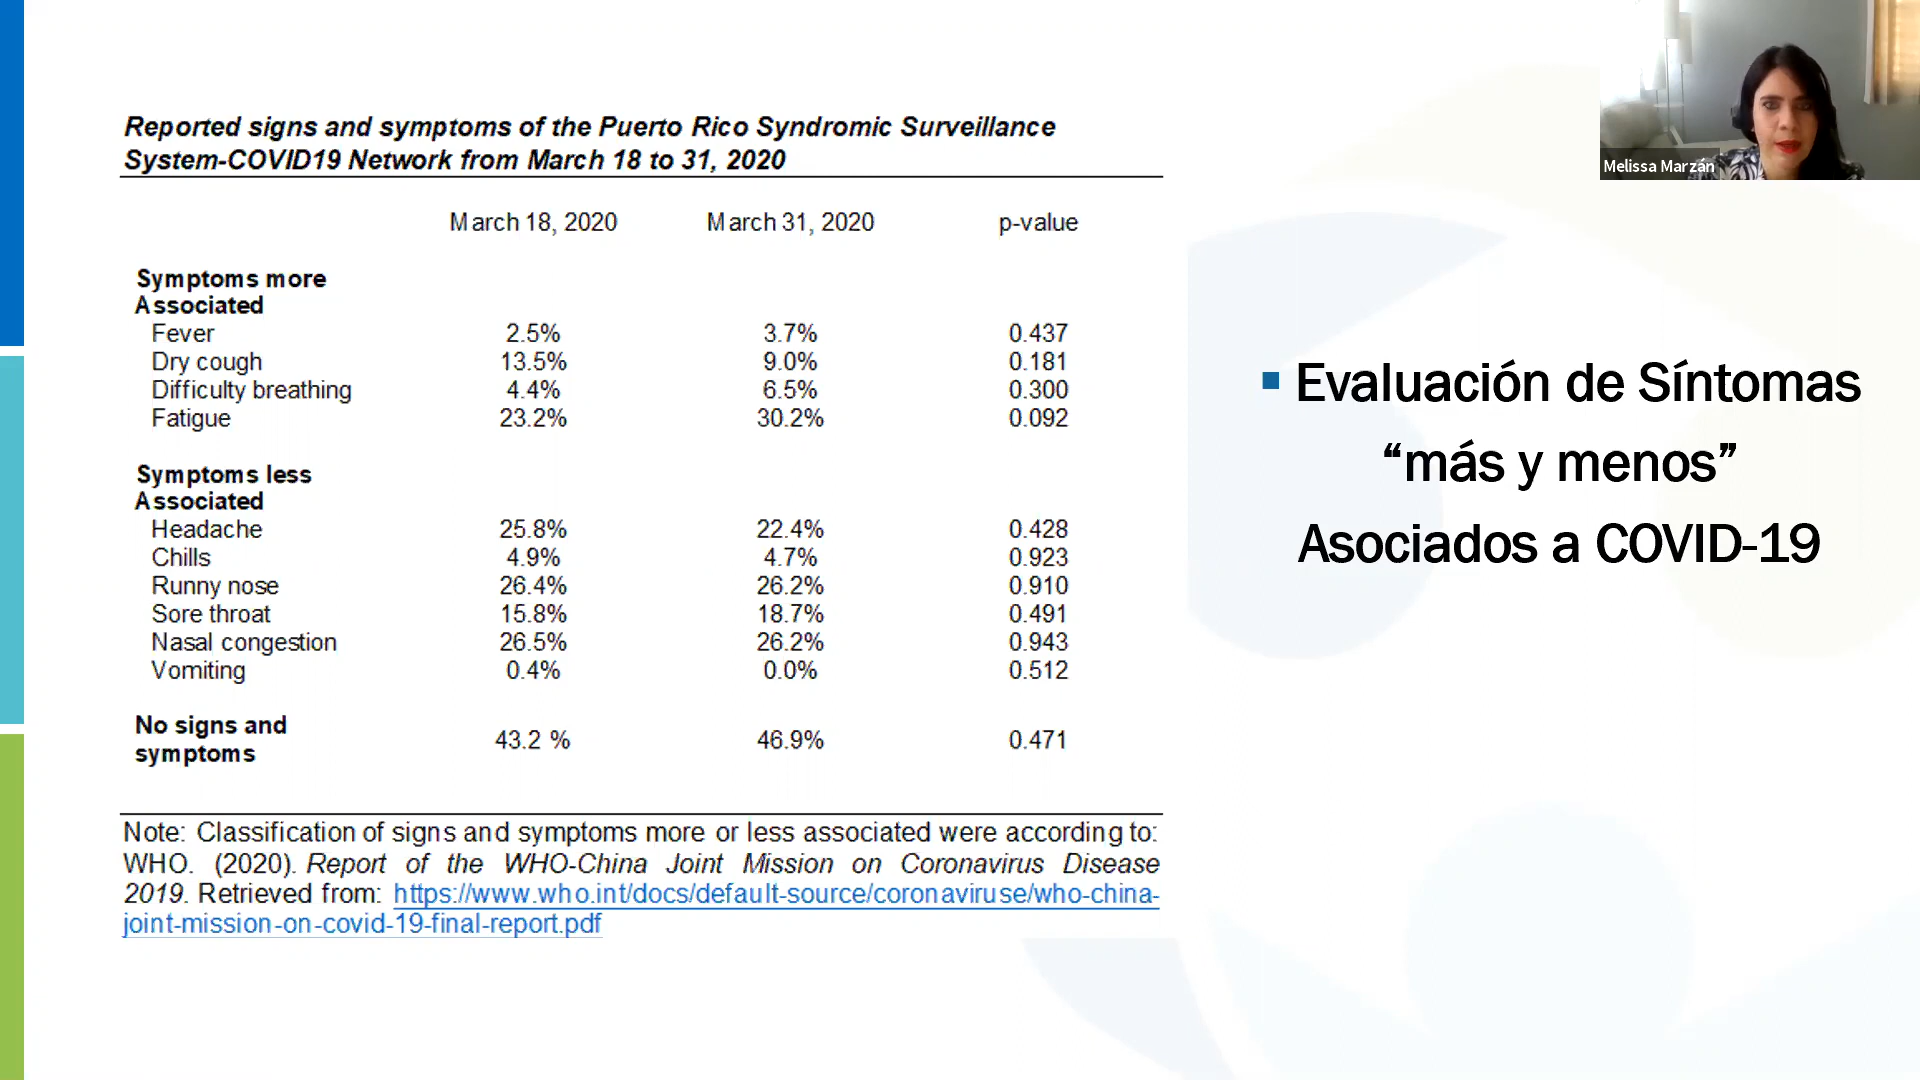 Reported signs and symptoms of the Puerto Rico Syndromic Surveillance
System-COVID19 Network from March 18 to 31, 2020
March 18, 2020 March 31, 2020 p-value
Symptoms more
Associated
Fever 2.5% 3.7% 0.437
Dry cough 13.5% 9.0% 0.181
Difficulty breathing 4.4% 6.5% 0.300
Fatigue 23.2% 30.2% 0.092
Symptoms less
Associated
Headache 25.8% 22.4% 0.428
Chills 4.9% 4.7% 0.923
Runny nose 26.4% 26.2% 0.910
Sore throat 15.8% 18.7% 0.491
Nasal congestion 26.5% 26.2% 0.943
Vomiting 0.4% 0.0% 0.512
No signs and
symptoms 43.2 % 46.9% 0.471
Note: Classification of signs and symptoms more or less associated were according to:
WHO. (2020). Report of the WHO-China Joint Mission on Coronavirus Disease
2019. Retrieved from: https://www.who.int/docs/default-source/coronaviruse/who-china-
joint-mission-on-covid-19-final-report.pdf
▪ Evaluación de Síntomas
“más y menos”
Asociados a COVID-19
Melissa Marzán